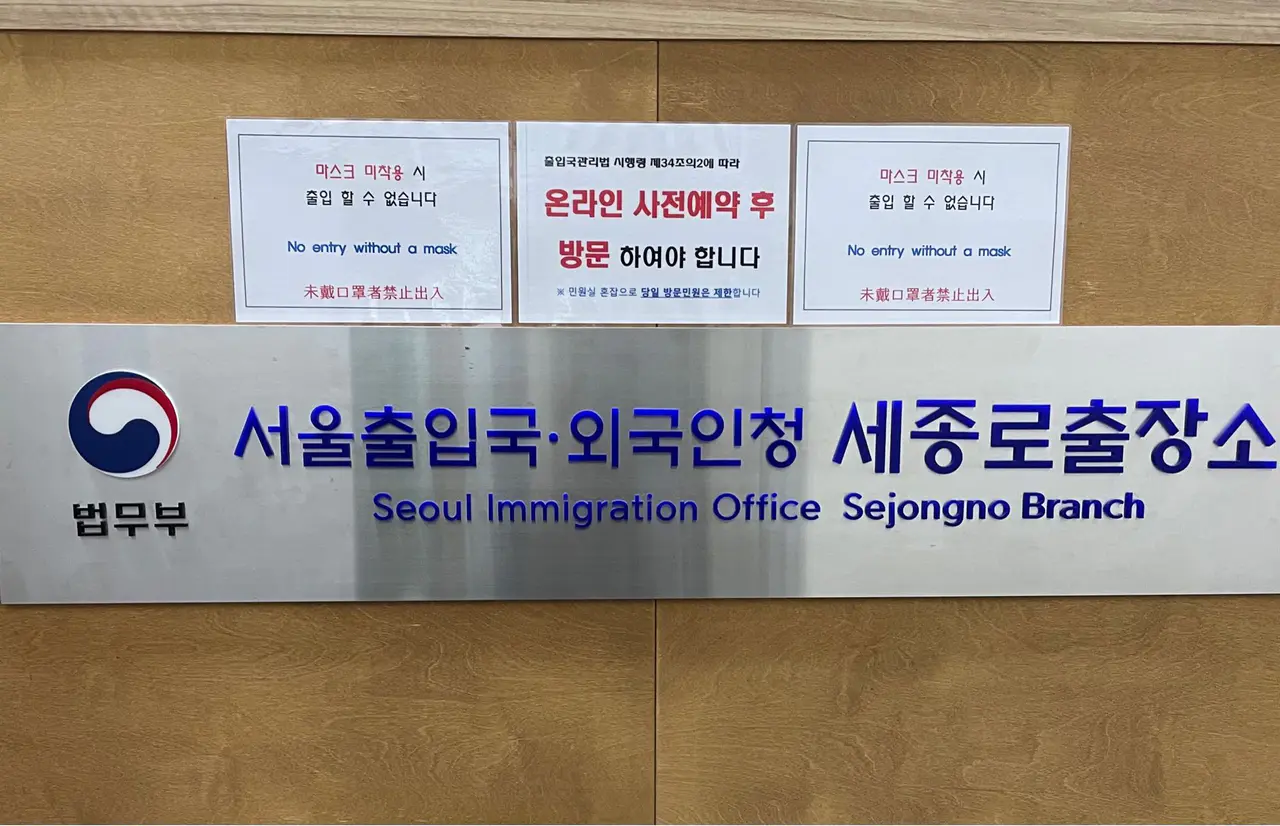 마스크 미착용 시
출입 할 수 없습니다
No entry without a mask
未戴口罩者禁止出入
출입국관리법 시행령 제34조의2에 따라
온라인 사전예약 후
방문 하여야 합니다
※ 민원실 혼잡으로 당일 방문민원은 제한합니다
마스크 미착용 시
출입 할 수 없습니다
No entry without a mask
未戴口罩者禁止出入
법무부
서울출입국·외국인청 세종로출장소
Seoul Immigration Office Sejongno Branch